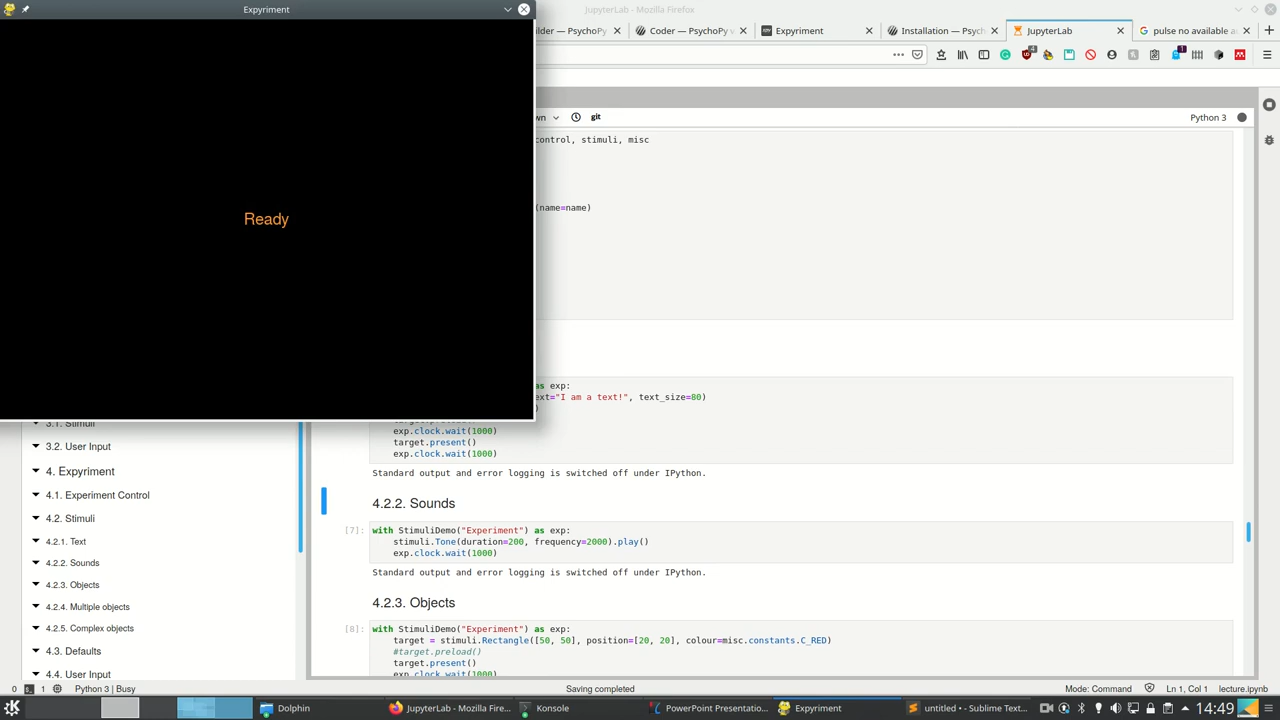 Expyriment
JupyterLab - Mozilla Firefox
ilder — PsychoPy
Coder — PsychoPy v
Expyriment
Installation — Psych
JupyterLab
pulse no available a
wn
git
Python 3
control, stimuli, misc
(name=name)
Ready
as exp:
ext="I am a text!", text_size=80)
)
exp.clock.wait(1000)
target.present()
exp.clock.wait(1000)
Standard output and error logging is switched off under IPython.
4.2.2. Sounds
[7]:
with StimuliDemo("Experiment") as exp:
stimuli.Tone(duration=200, frequency=2000).play()
exp.clock.wait(1000)
Standard output and error logging is switched off under IPython.
4.2.3. Objects
[8]:
with StimuliDemo("Experiment") as exp:
target = stimuli.Rectangle([50, 50], position=[20, 20], colour=misc.constants.C_RED)
#target.preload()
target.present()
exp.clock.wait(1000)
3.1. Stimuli
3.2. User Input
4. Expyriment
4.1. Experiment Control
4.2. Stimuli
4.2.1. Text
4.2.2. Sounds
4.2.3. Objects
4.2.4. Multiple objects
4.2.5. Complex objects
4.3. Defaults
4.4. User Input
0
1
Python 3 | Busy
Saving completed
Mode: Command
Ln 1, Col 1
lecture.ipynb
Dolphin
JupyterLab - Mozilla Fire...
Konsole
PowerPoint Presentatio...
Expyriment
untitled • - Sublime Text...
14:49